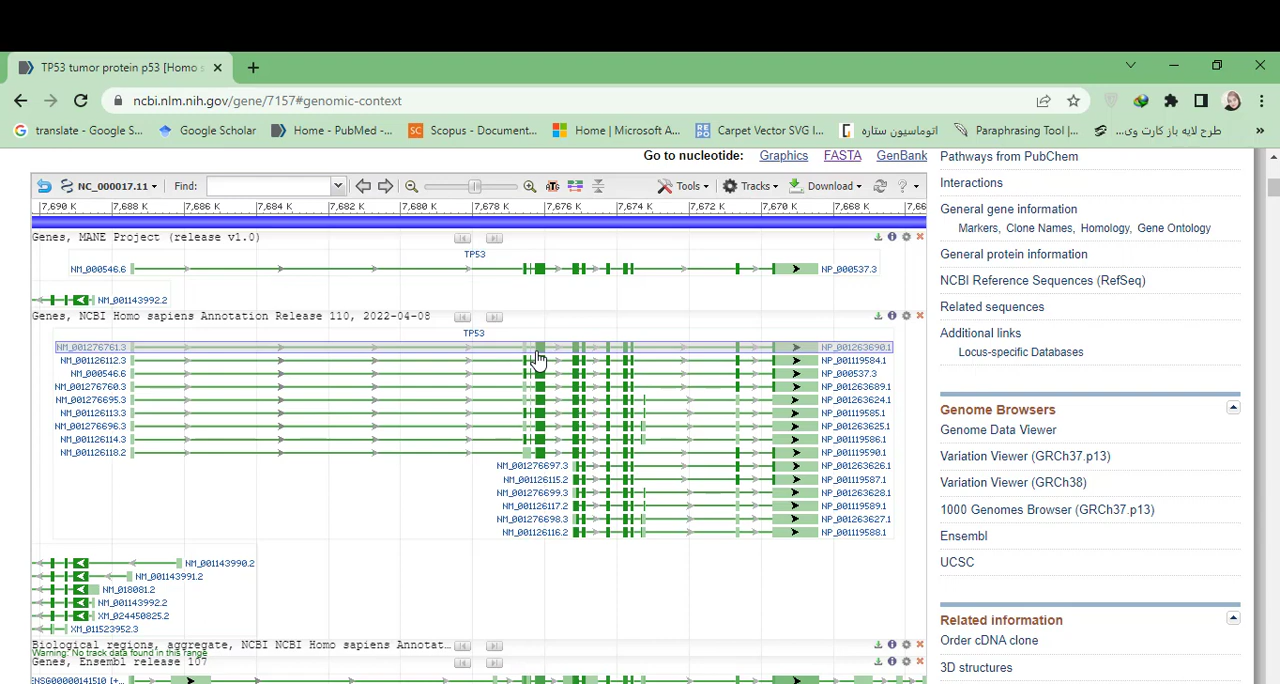 TP53 tumor protein p53 [Homo s
ncbi.nlm.nih.gov/gene/7157#genomic-context
translate - Google S...
Google Scholar
Home - PubMed -...
Scopus - Document...
Home | Microsoft A...
Carpet Vector SVG I...
اتوماسیون ستاره
Paraphrasing Tool |...
طرح لایه باز کارت وی...
»
Go to nucleotide: Graphics FASTA GenBank
NC_000017.11 Find: Tools Tracks Download ?
7,690 K 7,688 K 7,686 K 7,684 K 7,682 K 7,680 K 7,678 K 7,676 K 7,674 K 7,672 K 7,670 K 7,668 K 7,66
Genes, MANE Project (release v1.0)
TP53
NM_000546.6 NP_000537.3
NM_001143992.2
Genes, NCBI Homo sapiens Annotation Release 110, 2022-04-08
TP53
NM_001276761.3 NP_001263690.1
NM_001126112.3 NP_001119584.1
NM_000546.6 NP_000537.3
NM_001276760.3 NP_001263689.1
NM_001276695.3 NP_001263624.1
NM_001126113.3 NP_001119585.1
NM_001276696.3 NP_001263625.1
NM_001126114.3 NP_001119586.1
NM_001126118.2 NP_001119590.1
NM_001276697.3 NP_001263626.1
NM_001126115.2 NP_001119587.1
NM_001276699.3 NP_001263628.1
NM_001126117.2 NP_001119589.1
NM_001276698.3 NP_001263627.1
NM_001126116.2 NP_001119588.1
NM_001143990.2
NM_001143991.2
NM_018081.2
NM_001143992.2
XM_024450825.2
XM_011523952.3
Biological regions, aggregate, NCBI NCBI Homo sapiens Annotat...
Warning: No track data found in this range
Genes, Ensembl release 107
ENSG00000141510 [+...
Pathways from PubChem
Interactions
General gene information
Markers, Clone Names, Homology, Gene Ontology
General protein information
NCBI Reference Sequences (RefSeq)
Related sequences
Additional links
Locus-specific Databases
Genome Browsers
Genome Data Viewer
Variation Viewer (GRCh37.p13)
Variation Viewer (GRCh38)
1000 Genomes Browser (GRCh37.p13)
Ensembl
UCSC
Related information
Order cDNA clone
3D structures